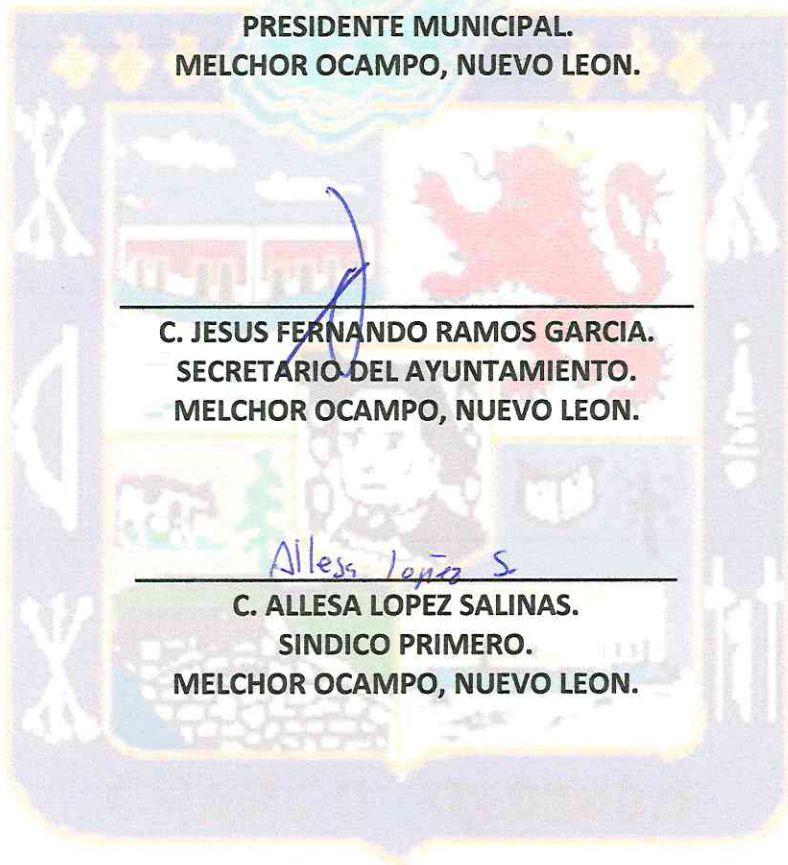 PRESIDENTE MUNICIPAL.
MELCHOR OCAMPO, NUEVO LEON.
C. JESUS FERNANDO RAMOS GARCIA.
SECRETARIO DEL AYUNTAMIENTO.
MELCHOR OCAMPO, NUEVO LEON.
Allesa Lopez S.
C. ALLESA LOPEZ SALINAS.
SINDICO PRIMERO.
MELCHOR OCAMPO, NUEVO LEON.